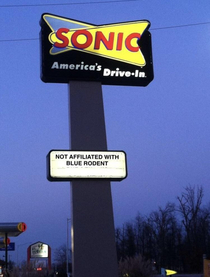 SONIC
America's Drive-In.
NOT AFFILIATED WITH
BLUE RODENT